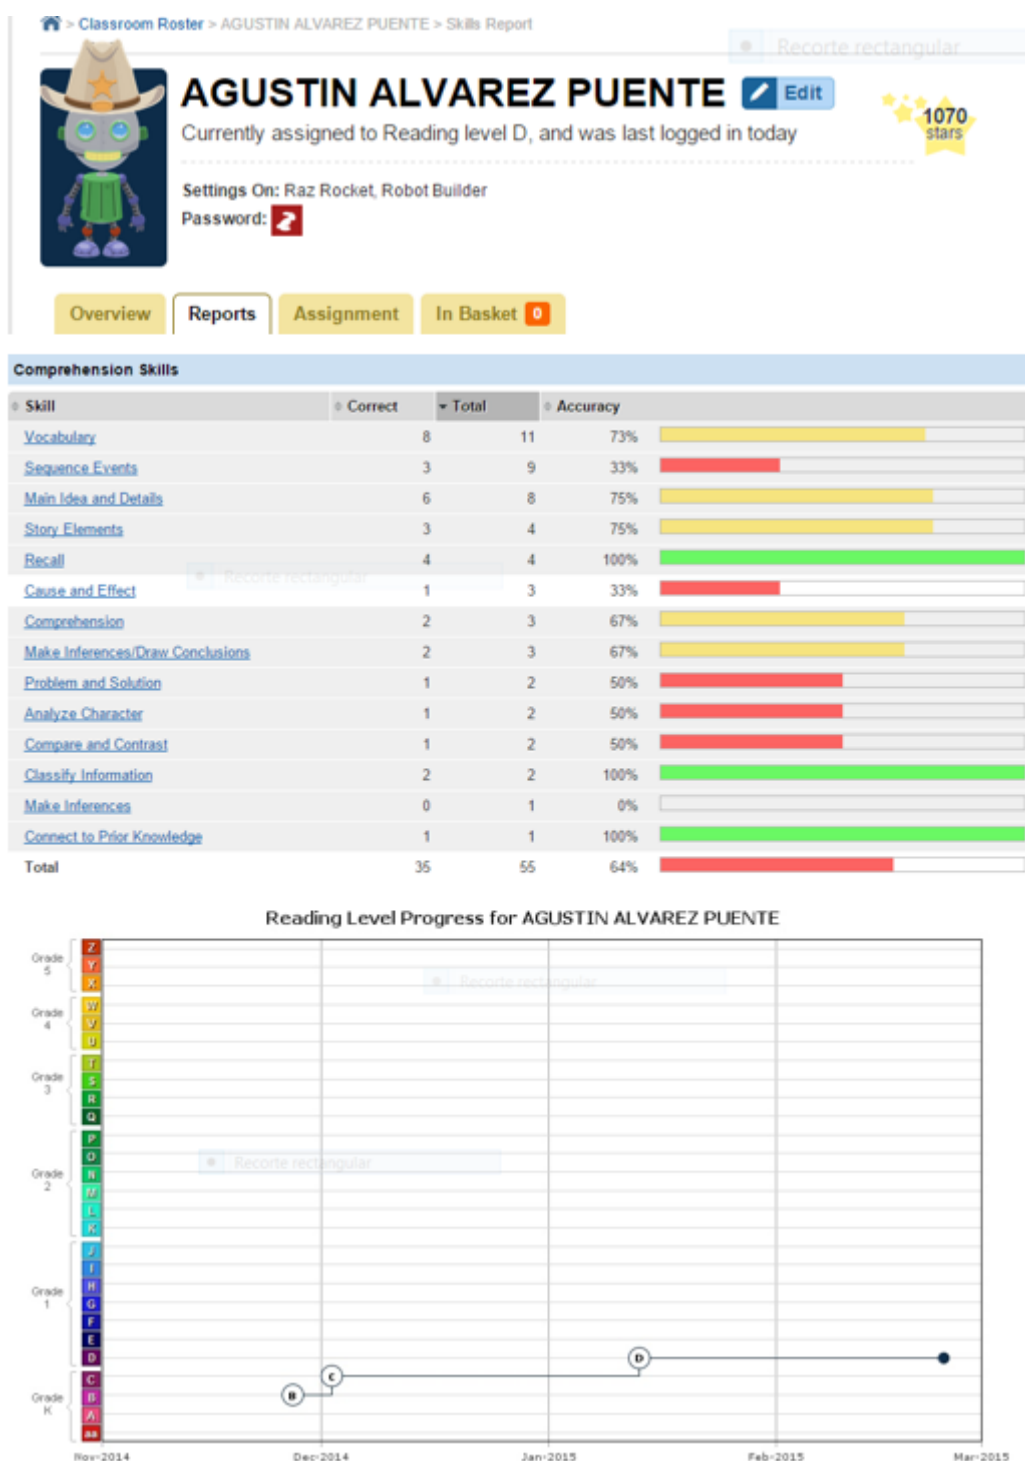 > Classroom Roster > AGUSTIN ALVAREZ PUENTE > Skills Report
Recorte rectangular
AGUSTIN ALVAREZ PUENTE Edit
1070 stars
Currently assigned to Reading level D, and was last logged in today
Settings On: Raz Rocket, Robot Builder
Password:
Overview Reports Assignment In Basket 0
Comprehension Skills
Skill Correct Total Accuracy
Vocabulary 8 11 73%
Sequence Events 3 9 33%
Main Idea and Details 6 8 75%
Story Elements 3 4 75%
Recall 4 4 100%
Recorte rectangular
Cause and Effect 1 3 33%
Comprehension 2 3 67%
Make Inferences/Draw Conclusions 2 3 67%
Problem and Solution 1 2 50%
Analyze Character 1 2 50%
Compare and Contrast 1 2 50%
Classify Information 2 2 100%
Make Inferences 0 1 0%
Connect to Prior Knowledge 1 1 100%
Total 35 55 64%
Reading Level Progress for AGUSTIN ALVAREZ PUENTE
Z
Grade 5 Y
X
Recorte rectangular
W
Grade 4 V
U
T
Grade 3 S
R
Q
P
O
Recorte rectangular
Grade 2 N
M
L
K
J
I
H
Grade 1 G
F
E
D D
C C
Grade K B B
A
aa
Nov-2014 Dec-2014 Jan-2015 Feb-2015 Mar-2015